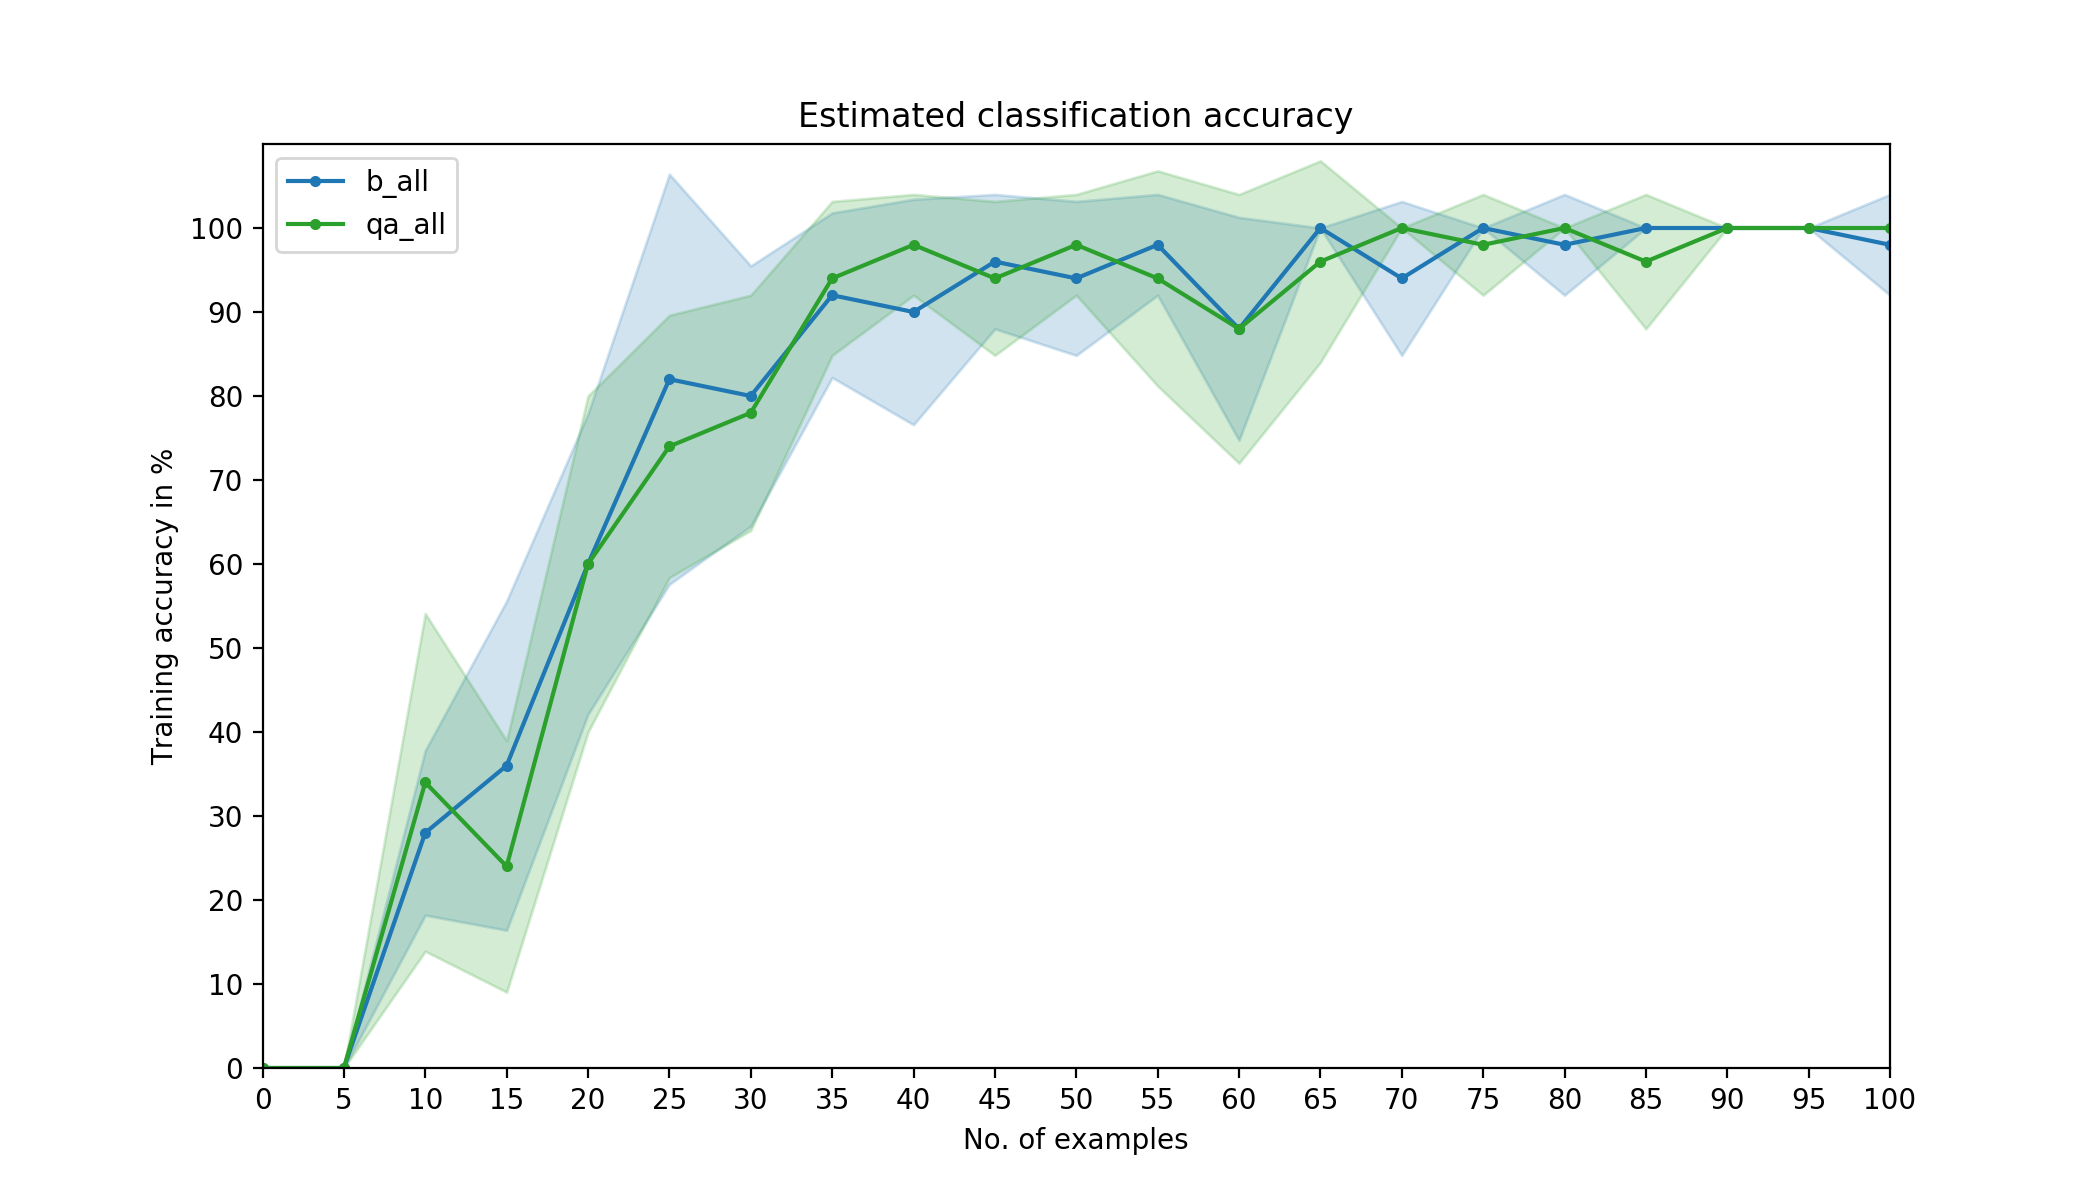 Estimated classification accuracy
b_all
qa_all
100
90
80
70
60
50
40
30
20
10
0
Training accuracy in %
0 5 10 15 20 25 30 35 40 45 50 55 60 65 70 75 80 85 90 95 100
No. of examples